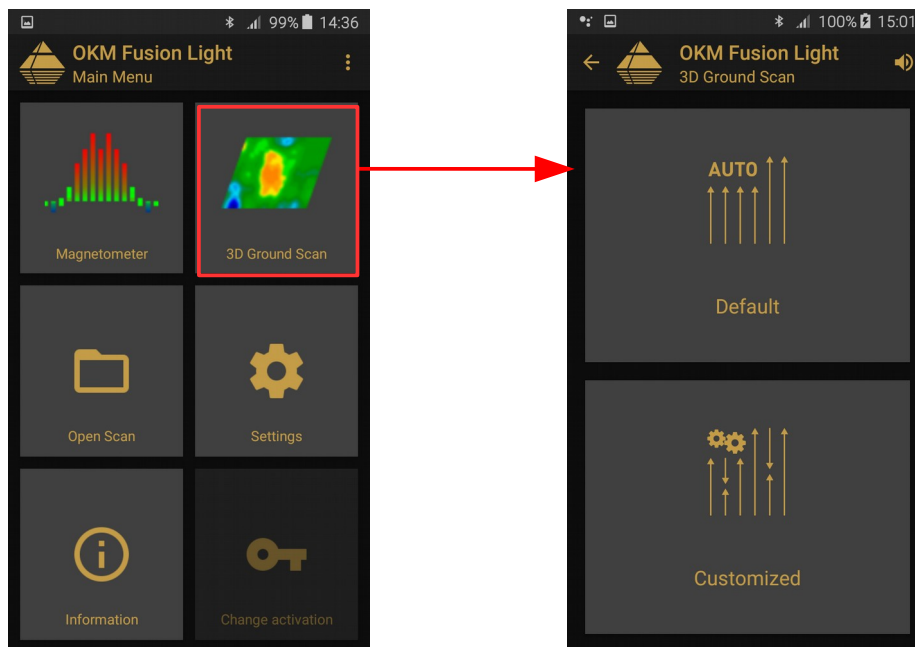 99% 14:36
OKM Fusion Light
Main Menu
Magnetometer
3D Ground Scan
Open Scan
Settings
Information
Change activation
100% 15:01
OKM Fusion Light
3D Ground Scan
AUTO
Default
Customized